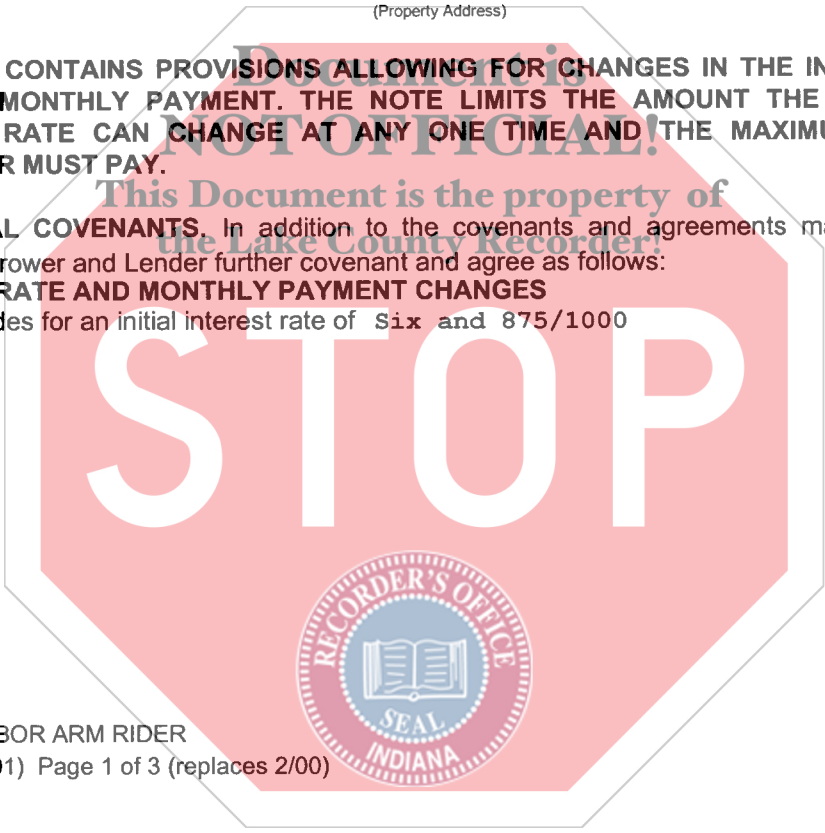 (Property Address)
Document is
CONTAINS PROVISIONS ALLOWING FOR CHANGES IN THE IN
MONTHLY PAYMENT. THE NOTE LIMITS THE AMOUNT THE
NOT OFFICIAL!
RATE CAN CHANGE AT ANY ONE TIME AND THE MAXIMU
R MUST PAY.
This Document is the property of
L COVENANTS. In addition to the covenants and agreements ma
the Lake County Recorder!
rower and Lender further covenant and agree as follows:
RATE AND MONTHLY PAYMENT CHANGES
des for an initial interest rate of Six and 875/1000
STOP
RECORDER'S OFFICE
SEAL
INDIANA
BOR ARM RIDER
01) Page 1 of 3 (replaces 2/00)